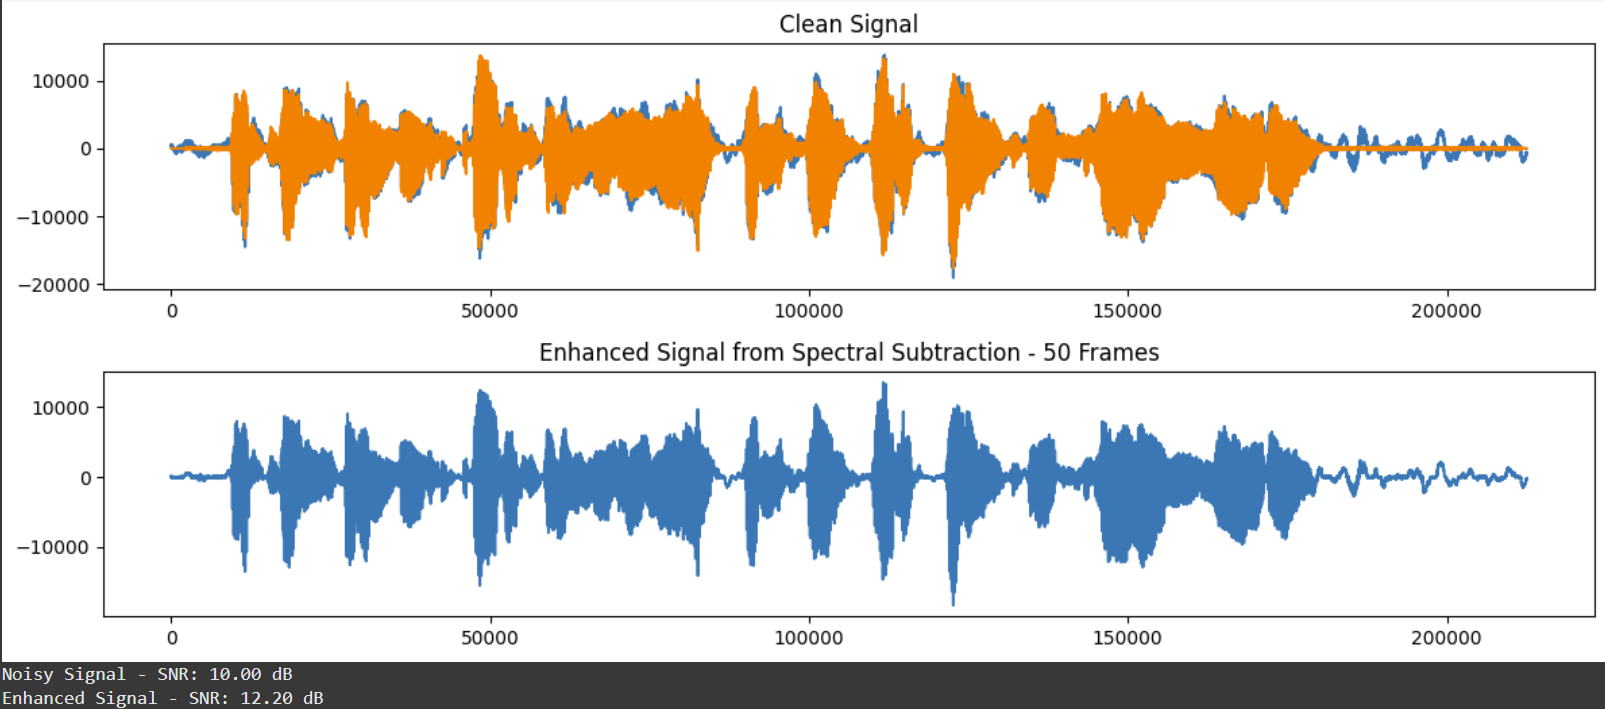 Clean Signal
10000
0
−10000
−20000
0 50000 100000 150000 200000
Enhanced Signal from Spectral Subtraction - 50 Frames
10000
0
−10000
0 50000 100000 150000 200000
Noisy Signal - SNR: 10.00 dB
Enhanced Signal - SNR: 12.20 dB